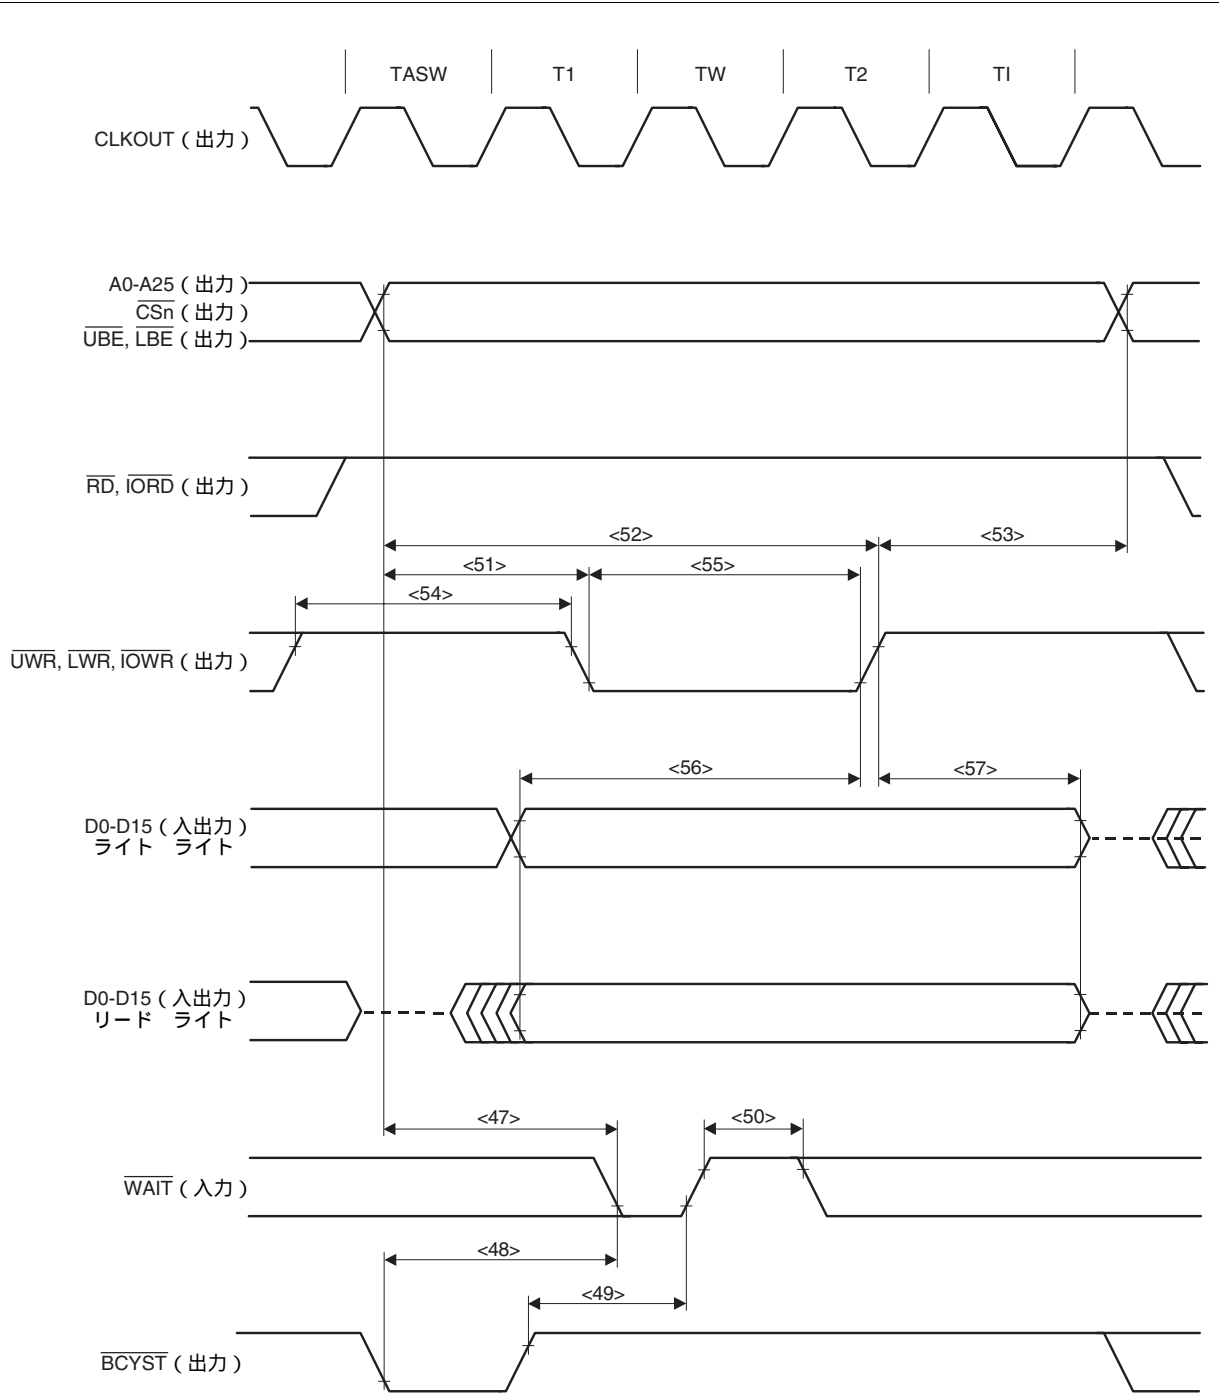 TASW T1 TW T2 TI
CLKOUT(出力)
A0-A25(出力)
CSn(出力)
UBE, LBE(出力)
RD, IORD(出力)
<52> <53>
<51> <55>
<54>
UWR, LWR, IOWR(出力)
<56> <57>
D0-D15(入出力)
ライト ライト
D0-D15(入出力)
リード ライト
<47> <50>
WAIT(入力)
<48>
<49>
BCYST(出力)